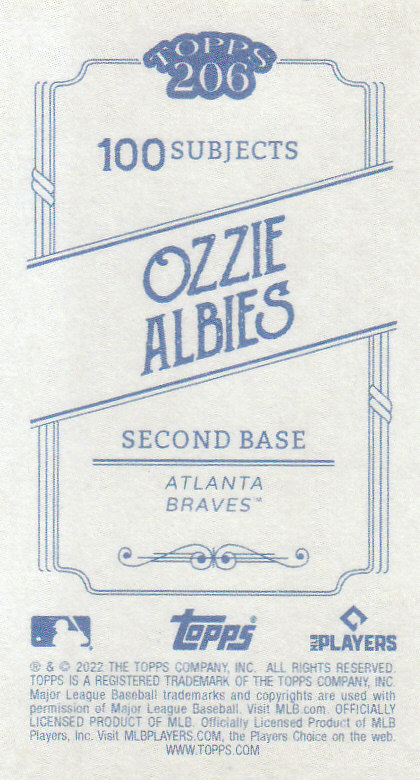 TOPPS
206
100 SUBJECTS
OZZIE
ALBIES
SECOND BASE
ATLANTA
BRAVES™
topps®
MLB PLAYERS
® & © 2022 THE TOPPS COMPANY, INC. ALL RIGHTS RESERVED.
TOPPS IS A REGISTERED TRADEMARK OF THE TOPPS COMPANY, INC.
Major League Baseball trademarks and copyrights are used with
permission of Major League Baseball. Visit MLB.com. OFFICIALLY
LICENSED PRODUCT OF MLB. Officially Licensed Product of MLB
Players, Inc. Visit MLBPLAYERS.COM, the Players Choice on the web.
WWW.TOPPS.COM